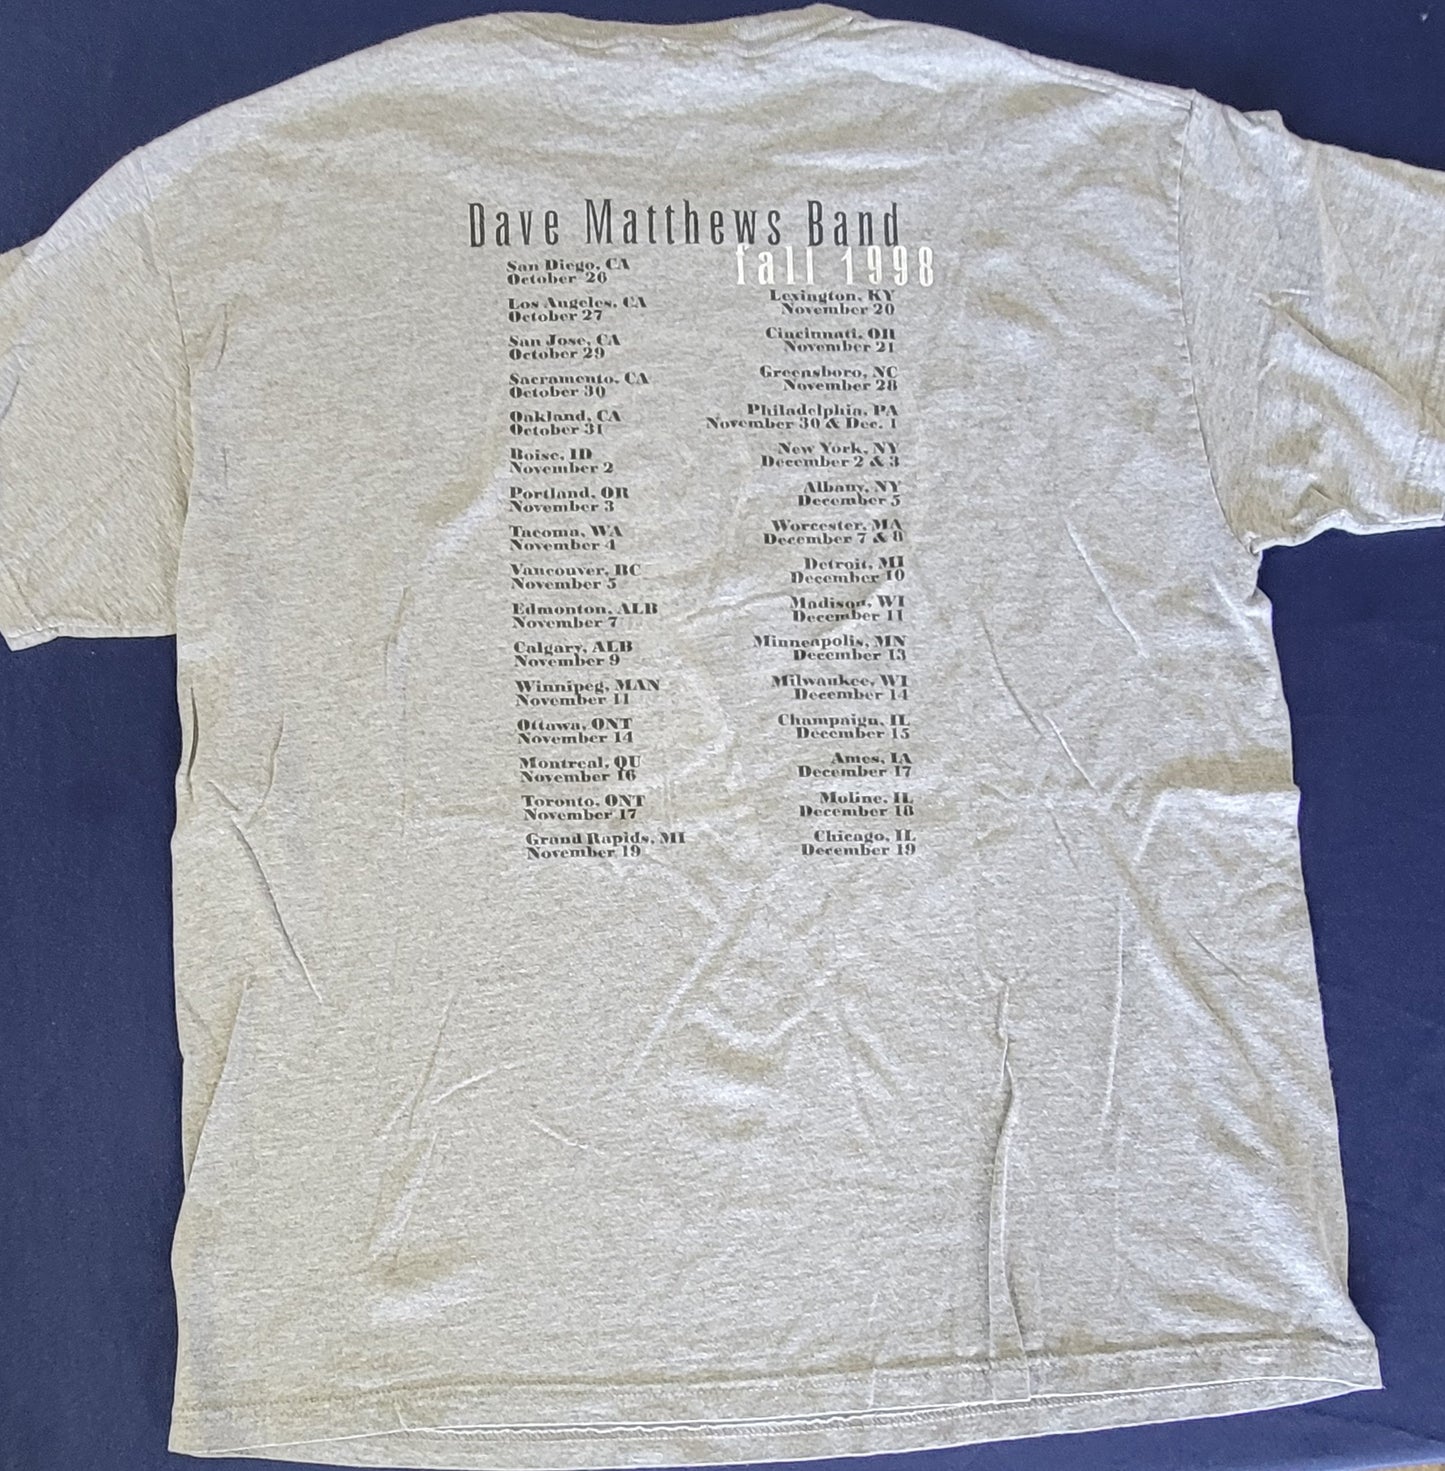 Dave Matthews Band
fall 1998
San Diego, CA
October 26
Los Angeles, CA
October 27
San Jose, CA
October 29
Sacramento, CA
October 30
Oakland, CA
October 31
Boise, ID
November 2
Portland, OR
November 3
Tacoma, WA
November 4
Vancouver, BC
November 5
Edmonton, ALB
November 7
Calgary, ALB
November 9
Winnipeg, MAN
November 11
Ottawa, ONT
November 14
Montreal, QU
November 16
Toronto, ONT
November 17
Grand Rapids, MI
November 19
Lexington, KY
November 20
Cincinnati, OH
November 21
Greensboro, NC
November 28
Philadelphia, PA
November 30 & Dec. 1
New York, NY
December 2 & 3
Albany, NY
December 5
Worcester, MA
December 7 & 8
Detroit, MI
December 10
Madison, WI
December 11
Minneapolis, MN
December 13
Milwaukee, WI
December 14
Champaign, IL
December 15
Ames, IA
December 17
Moline, IL
December 18
Chicago, IL
December 19